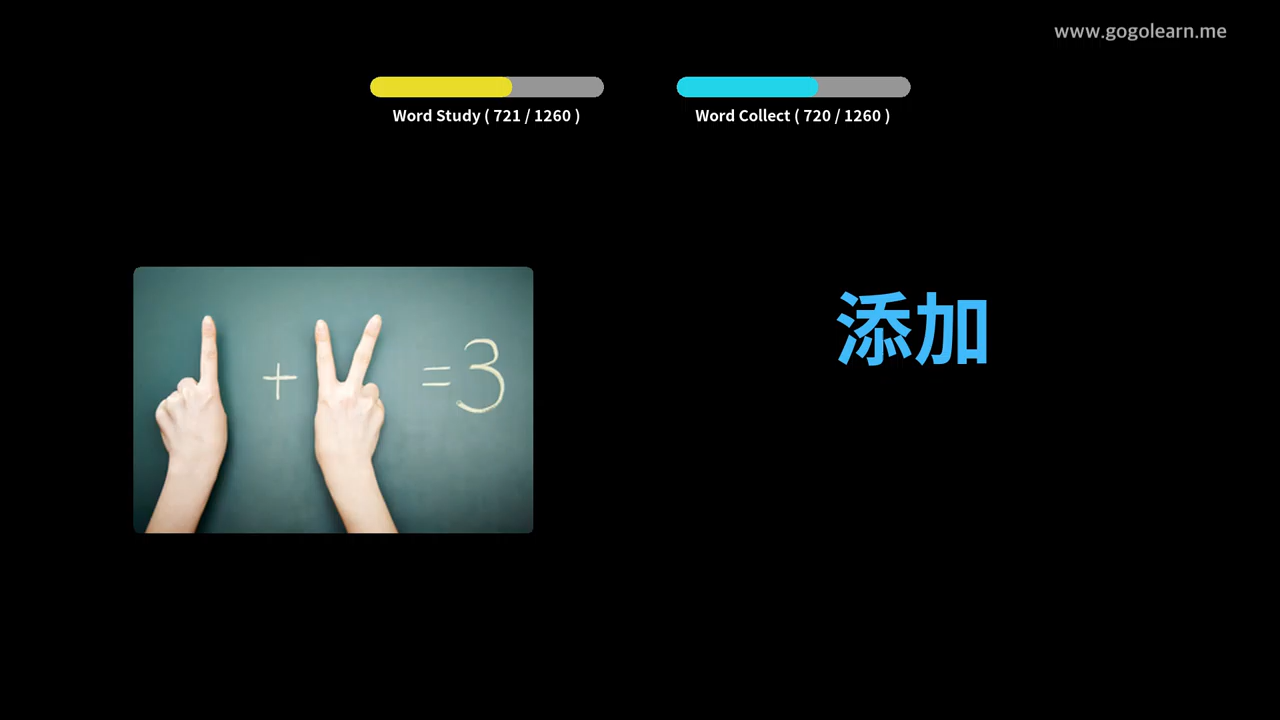 www.gogolearn.me
Word Study ( 721 / 1260 )
Word Collect ( 720 / 1260 )
添加
+ =3